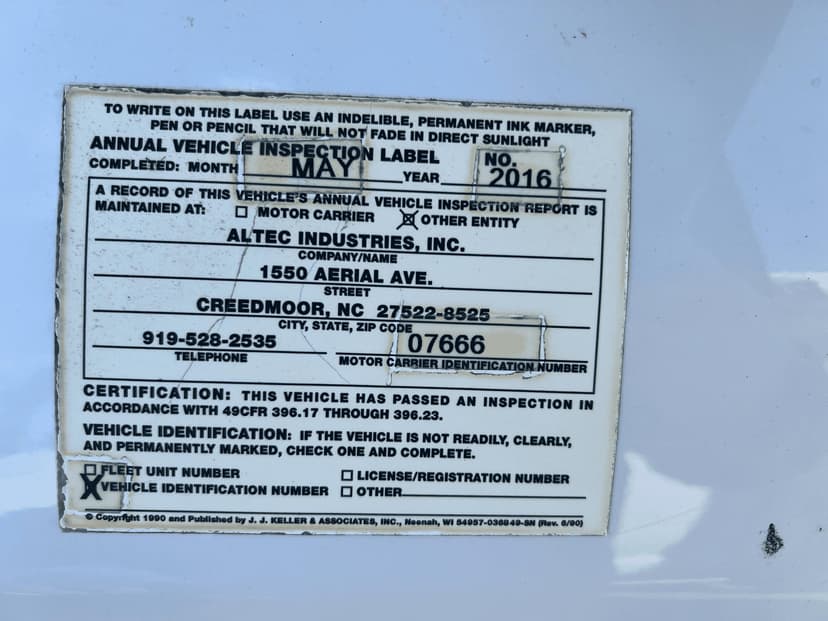 TO WRITE ON THIS LABEL USE AN INDELIBLE, PERMANENT INK MARKER,
PEN OR PENCIL THAT WILL NOT FADE IN DIRECT SUNLIGHT
ANNUAL VEHICLE INSPECTION LABEL NO.
COMPLETED: MONTH MAY YEAR 2016
A RECORD OF THIS VEHICLE'S ANNUAL VEHICLE INSPECTION REPORT IS
MAINTAINED AT: ☐ MOTOR CARRIER ☒ OTHER ENTITY
ALTEC INDUSTRIES, INC.
COMPANY/NAME
1550 AERIAL AVE.
STREET
CREEDMOOR, NC 27522-8525
CITY, STATE, ZIP CODE
919-528-2535 07666
TELEPHONE MOTOR CARRIER IDENTIFICATION NUMBER
CERTIFICATION: THIS VEHICLE HAS PASSED AN INSPECTION IN
ACCORDANCE WITH 49CFR 396.17 THROUGH 396.23.
VEHICLE IDENTIFICATION: IF THE VEHICLE IS NOT READILY, CLEARLY,
AND PERMANENTLY MARKED, CHECK ONE AND COMPLETE.
☐ FLEET UNIT NUMBER ☐ LICENSE/REGISTRATION NUMBER
X VEHICLE IDENTIFICATION NUMBER ☐ OTHER
© Copyright 1990 and Published by J. J. KELLER & ASSOCIATES, INC., Neenah, WI 54957-0368 49-SN (Rev. 6/90)